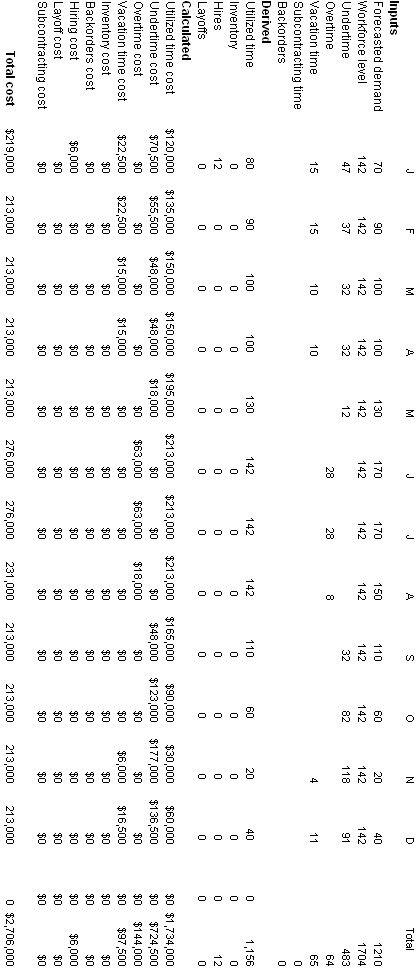 Inputs J F M A M J J A S O N D Total
Forecasted demand 70 90 100 100 130 170 170 150 110 60 20 40 1210
Workforce level 142 142 142 142 142 142 142 142 142 142 142 142 1704
Undertime 47 37 32 32 12 32 82 118 91 483
Overtime 28 28 8 64
Vacation time 15 15 10 10 4 11 65
Subcontracting time 0
Backorders 0
Derived
Utilized time 80 90 100 100 130 142 142 142 110 60 20 40 0 1,156
Inventory 0 0 0 0 0 0 0 0 0 0 0 0
Hires 12 0 0 0 0 0 0 0 0 0 0 0 12
Layoffs 0 0 0 0 0 0 0 0 0 0 0 0 0 0
Calculated
Utilized time cost $120,000 $135,000 $150,000 $150,000 $195,000 $213,000 $213,000 $213,000 $165,000 $90,000 $30,000 $60,000 $0 $1,734,000
Undertime cost $70,500 $55,500 $48,000 $48,000 $18,000 $0 $0 $0 $48,000 $123,000 $177,000 $136,500 $0 $724,500
Overtime cost $0 $0 $0 $0 $0 $63,000 $63,000 $18,000 $0 $0 $0 $0 $0 $144,000
Vacation time cost $22,500 $22,500 $15,000 $15,000 $0 $0 $0 $0 $0 $0 $6,000 $16,500 $0 $97,500
Inventory cost $0 $0 $0 $0 $0 $0 $0 $0 $0 $0 $0 $0 $0 $0
Backorders cost $0 $0 $0 $0 $0 $0 $0 $0 $0 $0 $0 $0 $0 $0
Hiring cost $6,000 $0 $0 $0 $0 $0 $0 $0 $0 $0 $0 $0 $0 $6,000
Layoff cost $0 $0 $0 $0 $0 $0 $0 $0 $0 $0 $0 $0 $0 $0
Subcontracting cost $0 $0 $0 $0 $0 $0 $0 $0 $0 $0 $0 $0 $0 $0
Total cost $219,000 213,000 213,000 213,000 213,000 276,000 276,000 231,000 213,000 213,000 213,000 213,000 0 $2,706,000